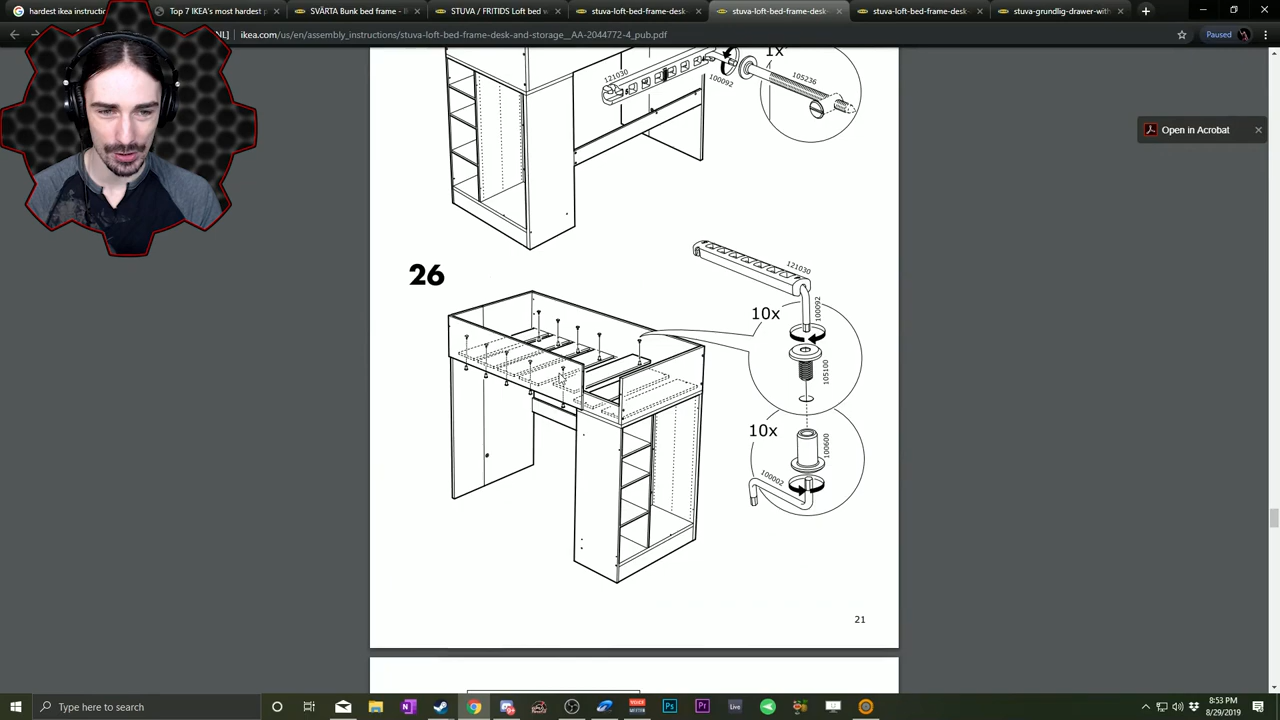 hardest ikea instructi
Top 7 IKEA's most hardest p
SVÄRTA Bunk bed frame - I
STUVA / FRITIDS Loft bed w
stuva-loft-bed-frame-desk-
stuva-loft-bed-frame-desk-
stuva-loft-bed-frame-desk-
stuva-grundlig-drawer-with
NL] | ikea.com/us/en/assembly_instructions/stuva-loft-bed-frame-desk-and-storage__AA-2044772-4_pub.pdf
Paused
Open in Acrobat
1x
121030
100092
105236
26
121030
100092
10x
105100
10x
100600
100002
21
Type here to search
8:53 PM
8/29/2019